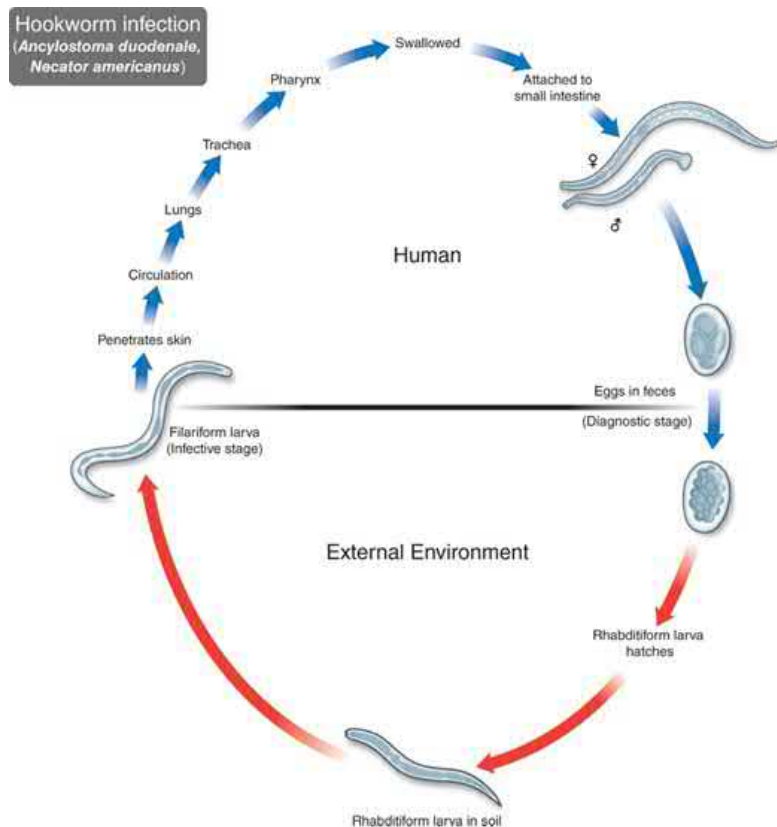 Hookworm infection
(Ancylostoma duodenale,
Necator americanus)
Swallowed
Attached to
small intestine
Pharynx
Trachea
♀
♂
Lungs
Human
Circulation
Penetrates skin
Eggs in feces
(Diagnostic stage)
Filariform larva
(Infective stage)
External Environment
Rhabditiform larva
hatches
Rhabditiform larva in soil